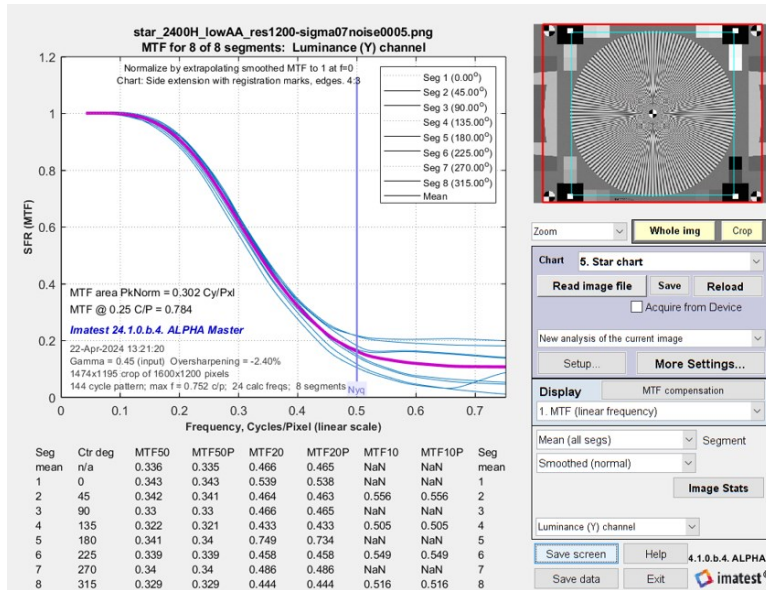 star_2400H_lowAA_res1200-sigma07noise0005.png
MTF for 8 of 8 segments: Luminance (Y) channel
Normalize by extrapolating smoothed MTF to 1 at f=0
Chart: Side extension with registration marks, edges. 4:3
Seg 1 (0.00°)
Seg 2 (45.00°)
Seg 3 (90.00°)
Seg 4 (135.00°)
Seg 5 (180.00°)
Seg 6 (225.00°)
Seg 7 (270.00°)
Seg 8 (315.00°)
Mean
1.2
1
0.8
0.6
0.4
0.2
0
SFR (MTF)
MTF area PkNorm = 0.302 Cy/Pxl
MTF @ 0.25 C/P = 0.784
Imatest 24.1.0.b.4. ALPHA Master
22-Apr-2024 13:21:20
Gamma = 0.45 (input) Oversharpening = -2.40%
1474x1195 crop of 1600x1200 pixels
144 cycle pattern; max f = 0.752 c/p; 24 calc freqs; 8 segments
Nyq
0 0.1 0.2 0.3 0.4 0.5 0.6 0.7
Frequency, Cycles/Pixel (linear scale)
Seg Ctr deg MTF50 MTF50P MTF20 MTF20P MTF10 MTF10P Seg
mean n/a 0.336 0.335 0.466 0.465 NaN NaN mean
1 0 0.343 0.343 0.539 0.538 NaN NaN 1
2 45 0.342 0.341 0.464 0.463 0.556 0.556 2
3 90 0.33 0.33 0.466 0.465 NaN NaN 3
4 135 0.322 0.321 0.433 0.433 0.505 0.505 4
5 180 0.341 0.34 0.749 0.734 NaN NaN 5
6 225 0.339 0.339 0.458 0.458 0.549 0.549 6
7 270 0.34 0.34 0.486 0.486 NaN NaN 7
8 315 0.329 0.329 0.444 0.444 0.516 0.516 8
Zoom
Whole img
Crop
Chart
5. Star chart
Read image file
Save
Reload
Acquire from Device
New analysis of the current image
Setup...
More Settings...
Display
MTF compensation
1. MTF (linear frequency)
Mean (all segs)
Segment
Smoothed (normal)
Image Stats
Luminance (Y) channel
Save screen
Help
4.1.0.b.4. ALPHA
Save data
Exit
imatest®